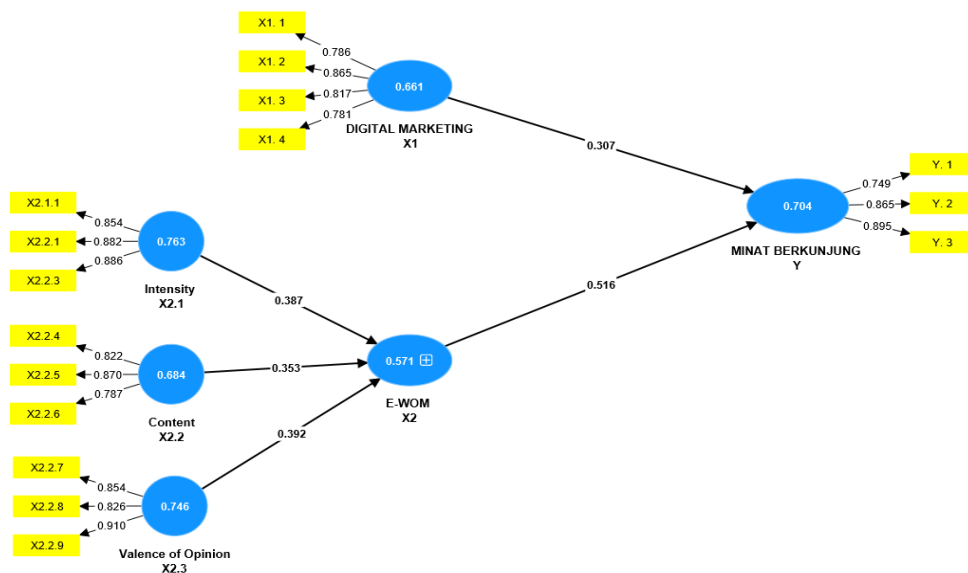 X1. 1
0.786
X1. 2
0.865
X1. 3
0.817
X1. 4
0.781
0.661
DIGITAL MARKETING
X1
0.307
X2.1.1
0.854
X2.2.1
0.882
X2.2.3
0.886
0.763
Intensity
X2.1
0.387
X2.2.4
0.822
X2.2.5
0.870
X2.2.6
0.787
0.684
Content
X2.2
0.353
X2.2.7
0.854
X2.2.8
0.826
X2.2.9
0.910
0.746
Valence of Opinion
X2.3
0.392
0.571
E-WOM
X2
0.516
0.704
MINAT BERKUNJUNG
Y
0.749
Y. 1
0.865
Y. 2
0.895
Y. 3